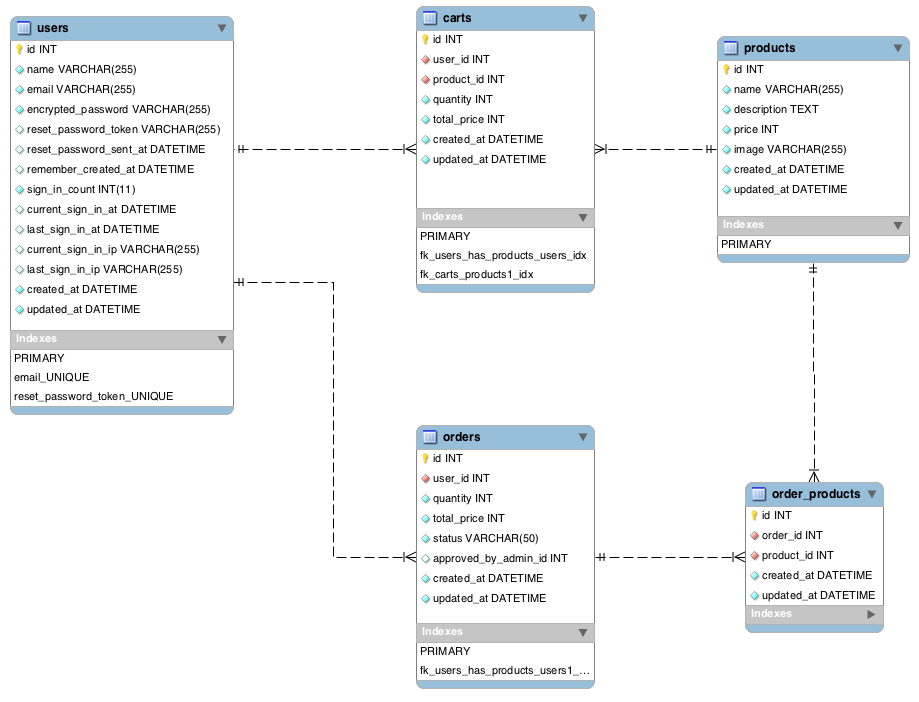 users
id INT
name VARCHAR(255)
email VARCHAR(255)
encrypted_password VARCHAR(255)
reset_password_token VARCHAR(255)
reset_password_sent_at DATETIME
remember_created_at DATETIME
sign_in_count INT(11)
current_sign_in_at DATETIME
last_sign_in_at DATETIME
current_sign_in_ip VARCHAR(255)
last_sign_in_ip VARCHAR(255)
created_at DATETIME
updated_at DATETIME
Indexes
PRIMARY
email_UNIQUE
reset_password_token_UNIQUE
carts
id INT
user_id INT
product_id INT
quantity INT
total_price INT
created_at DATETIME
updated_at DATETIME
Indexes
PRIMARY
fk_users_has_products_users_idx
fk_carts_products1_idx
products
id INT
name VARCHAR(255)
description TEXT
price INT
image VARCHAR(255)
created_at DATETIME
updated_at DATETIME
Indexes
PRIMARY
orders
id INT
user_id INT
quantity INT
total_price INT
status VARCHAR(50)
approved_by_admin_id INT
created_at DATETIME
updated_at DATETIME
Indexes
PRIMARY
fk_users_has_products_users1_...
order_products
id INT
order_id INT
product_id INT
created_at DATETIME
updated_at DATETIME
Indexes